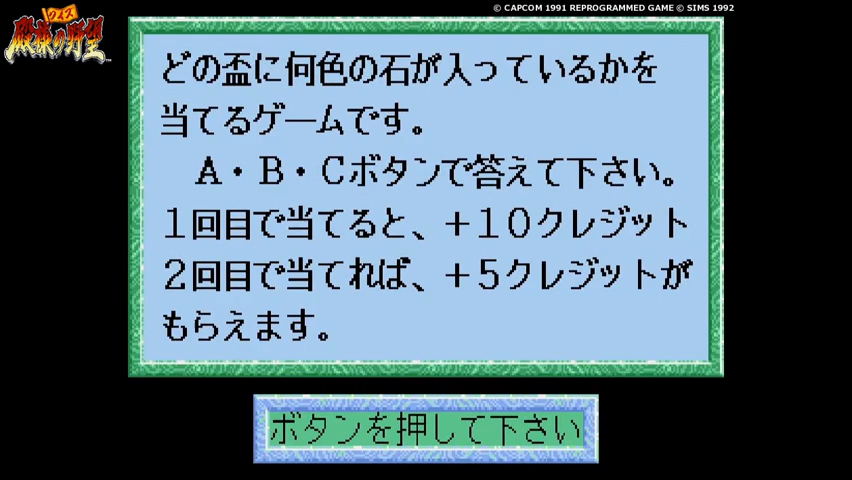 © CAPCOM 1991 REPROGRAMMED GAME © SIMS 1992
クイズ
殿様の野望
™
どの盃に何色の石が入っているかを
当てるゲームです。
A・B・Cボタンで答えて下さい。
1回目で当てると、+10クレジット
2回目で当てれば、+5クレジットが
もらえます。
ボタンを押して下さい